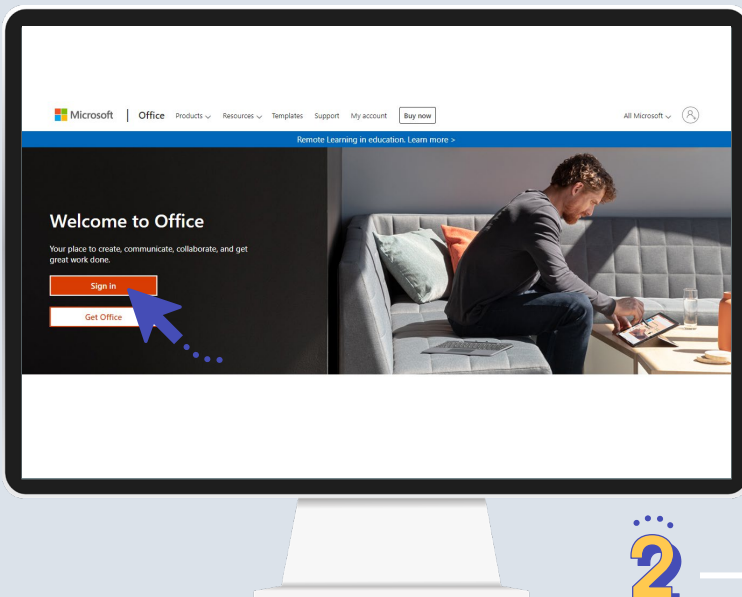 Microsoft | Office Products Resources Templates Support My account Buy now All Microsoft
Remote Learning in education. Learn more >
Welcome to Office
Your place to create, communicate, collaborate, and get
great work done.
Sign in
Get Office
2